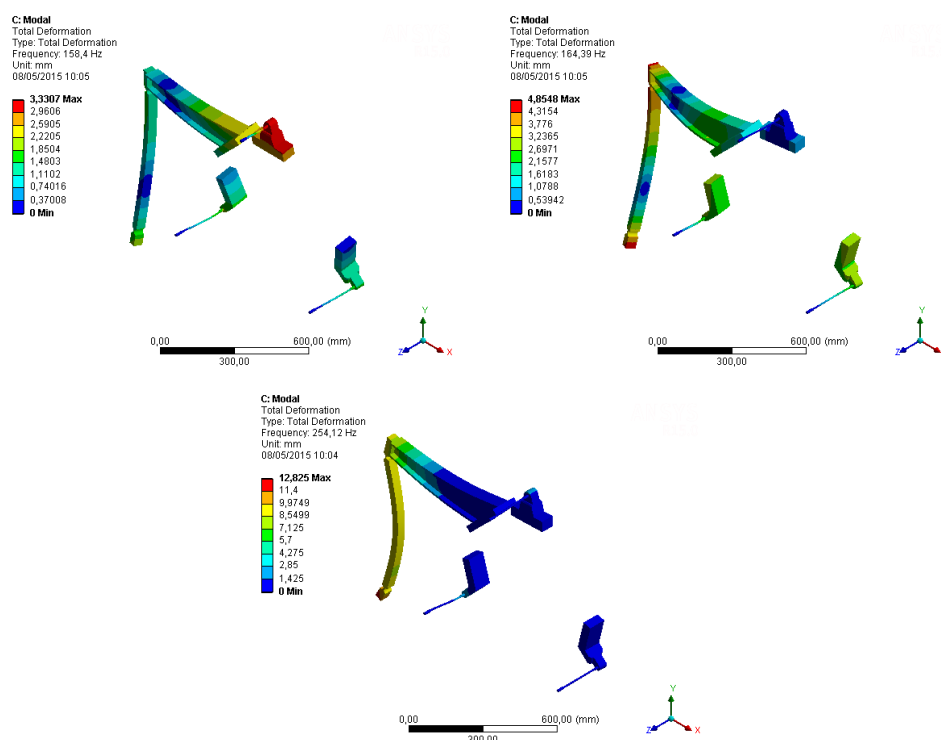 C: Modal
Total Deformation
Type: Total Deformation
Frequency: 158,4 Hz
Unit: mm
08/05/2015 10:05
3,3307 Max
2,9606
2,5905
2,2205
1,8504
1,4803
1,1102
0,74016
0,37008
0 Min
0,00
600,00 (mm)
300,00
Y
Z
X
C: Modal
Total Deformation
Type: Total Deformation
Frequency: 164,39 Hz
Unit: mm
08/05/2015 10:05
4,8548 Max
4,3154
3,776
3,2365
2,6971
2,1577
1,6183
1,0788
0,53942
0 Min
0,00
600,00 (mm)
300,00
Y
Z
C: Modal
Total Deformation
Type: Total Deformation
Frequency: 254,12 Hz
Unit: mm
08/05/2015 10:04
12,825 Max
11,4
9,9749
8,5499
7,125
5,7
4,275
2,85
1,425
0 Min
0,00
600,00 (mm)
300,00
Y
Z
X